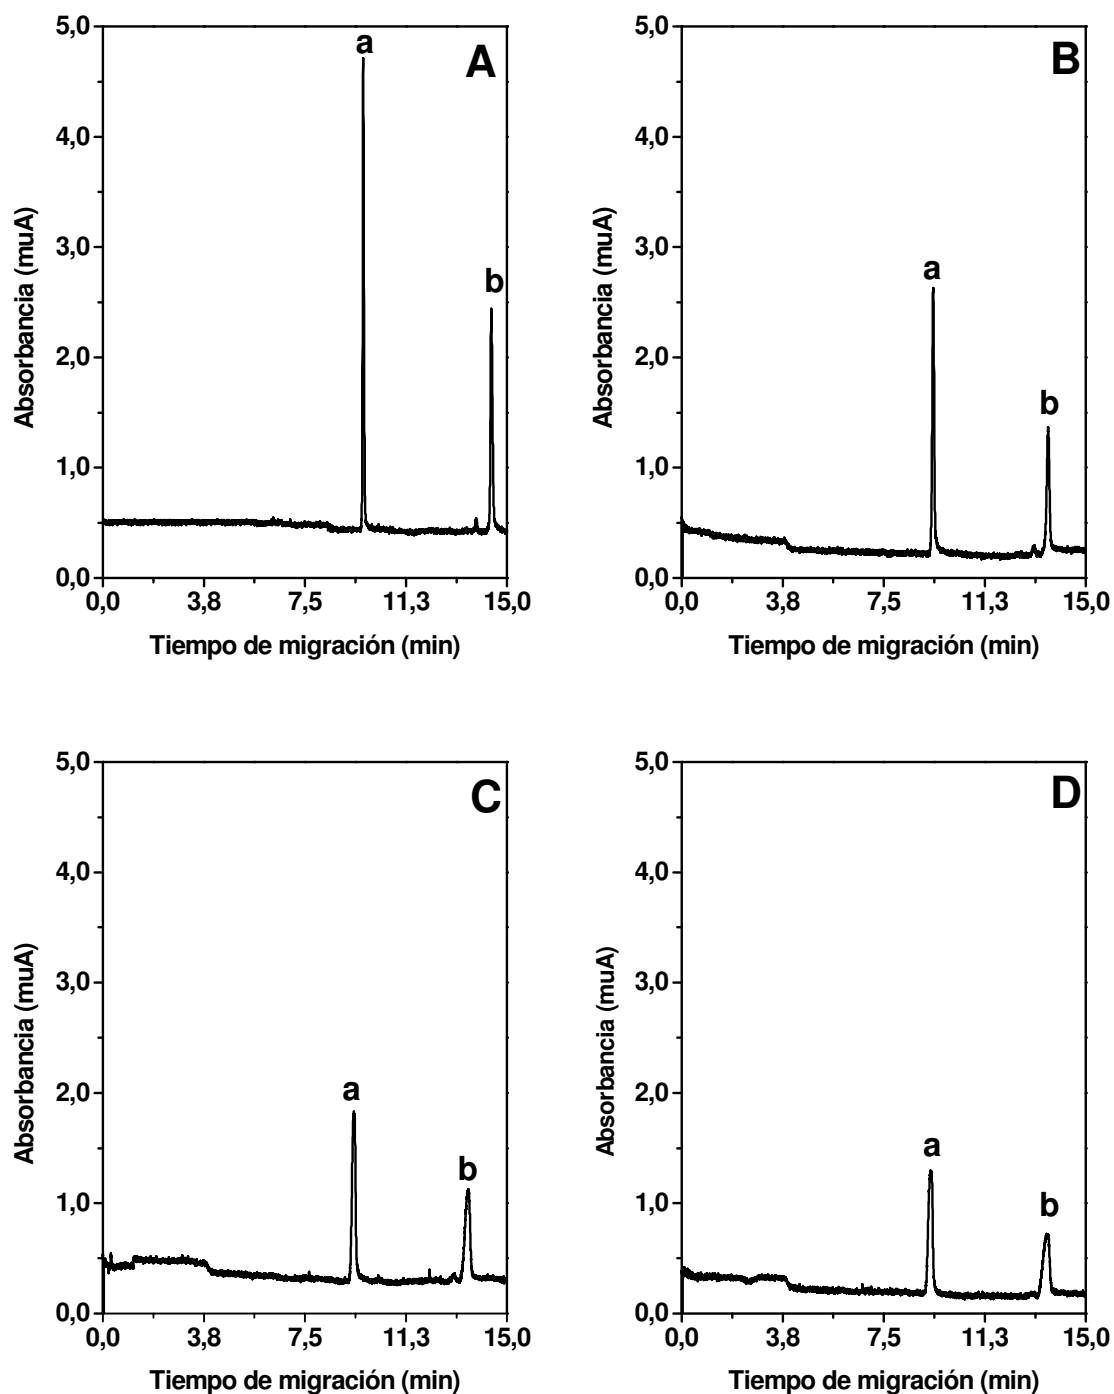 A
a
b
5,0
4,0
3,0
2,0
1,0
0,0
Absorbancia (muA)
0,0 3,8 7,5 11,3 15,0
Tiempo de migración (min)
B
a
b
5,0
4,0
3,0
2,0
1,0
0,0
Absorbancia (muA)
0,0 3,8 7,5 11,3 15,0
Tiempo de migración (min)
C
a
b
5,0
4,0
3,0
2,0
1,0
0,0
Absorbancia (muA)
0,0 3,8 7,5 11,3 15,0
Tiempo de migración (min)
D
a
b
5,0
4,0
3,0
2,0
1,0
0,0
Absorbancia (muA)
0,0 3,8 7,5 11,3 15,0
Tiempo de migración (min)